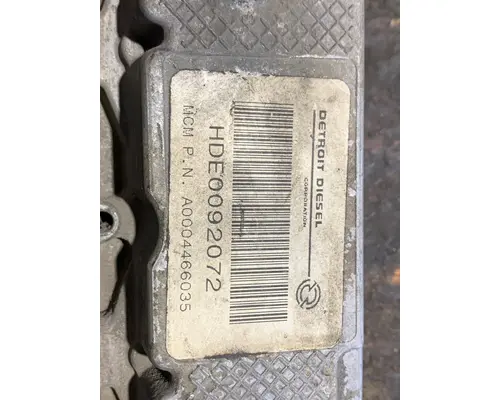 DETROIT DIESEL
CORPORATION
HDE0092072
MCM P.N. A0004466035